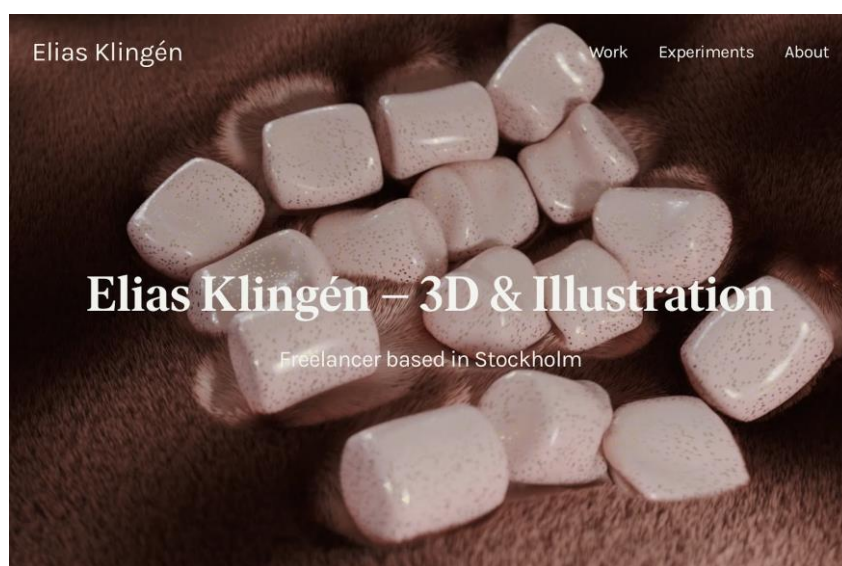 Elias Klingén
Work Experiments About
Elias Klingén – 3D & Illustration
Freelancer based in Stockholm